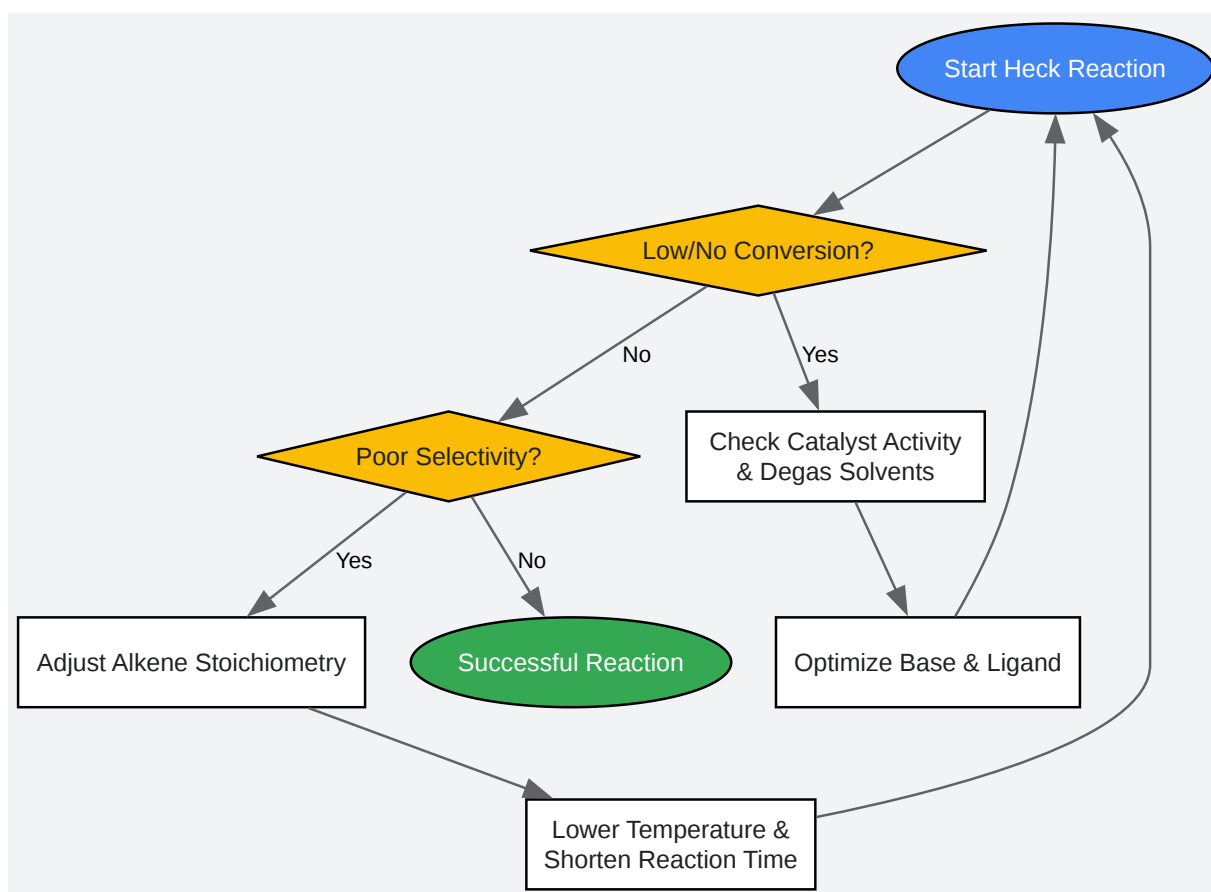 Start Heck Reaction
Low/No Conversion?
No
Yes
Poor Selectivity?
Check Catalyst Activity
& Degas Solvents
Yes
No
Adjust Alkene Stoichiometry
Successful Reaction
Optimize Base & Ligand
Lower Temperature &
Shorten Reaction Time